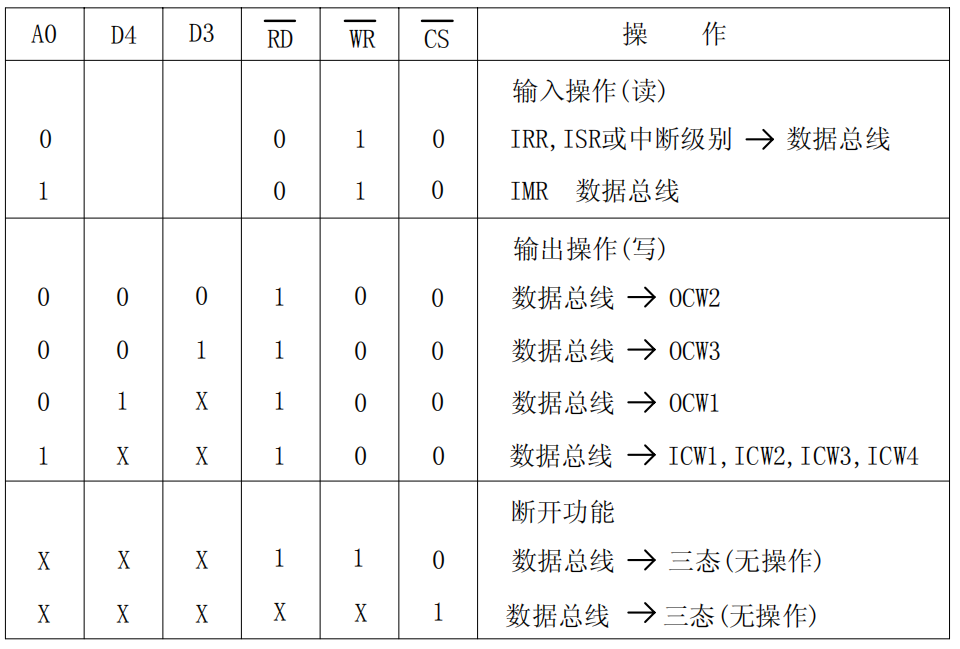 A0 D4 D3 RD WR CS 操 作
输入操作(读)
0 0 1 0 IRR,ISR或中断级别 → 数据总线
1 0 1 0 IMR 数据总线
输出操作(写)
0 0 0 1 0 0 数据总线 → OCW2
0 0 1 1 0 0 数据总线 → OCW3
0 1 X 1 0 0 数据总线 → OCW1
1 X X 1 0 0 数据总线 → ICW1,ICW2,ICW3,ICW4
断开功能
X X X 1 1 0 数据总线 → 三态(无操作)
X X X X X 1 数据总线 → 三态(无操作)